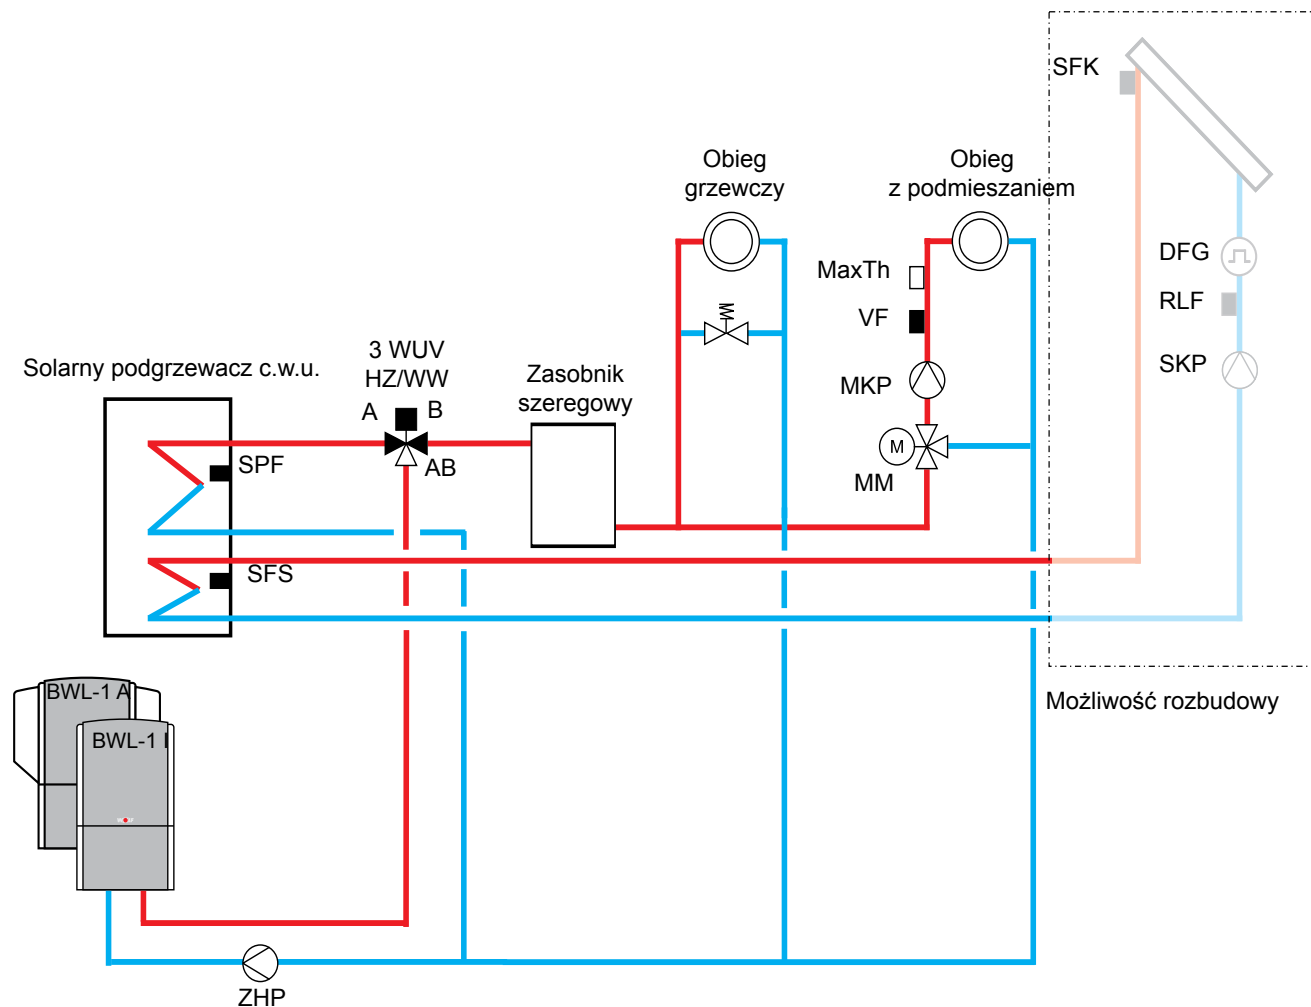 SFK
Obieg
grzewczy
Obieg
z podmieszaniem
MaxTh
VF
DFG
RLF
SKP
Solarny podgrzewacz c.w.u.
3 WUV
HZ/WW
A
B
AB
Zasobnik
szeregowy
MKP
M
MM
SPF
SFS
BWL-1 A
BWL-1 I
Możliwość rozbudowy
ZHP